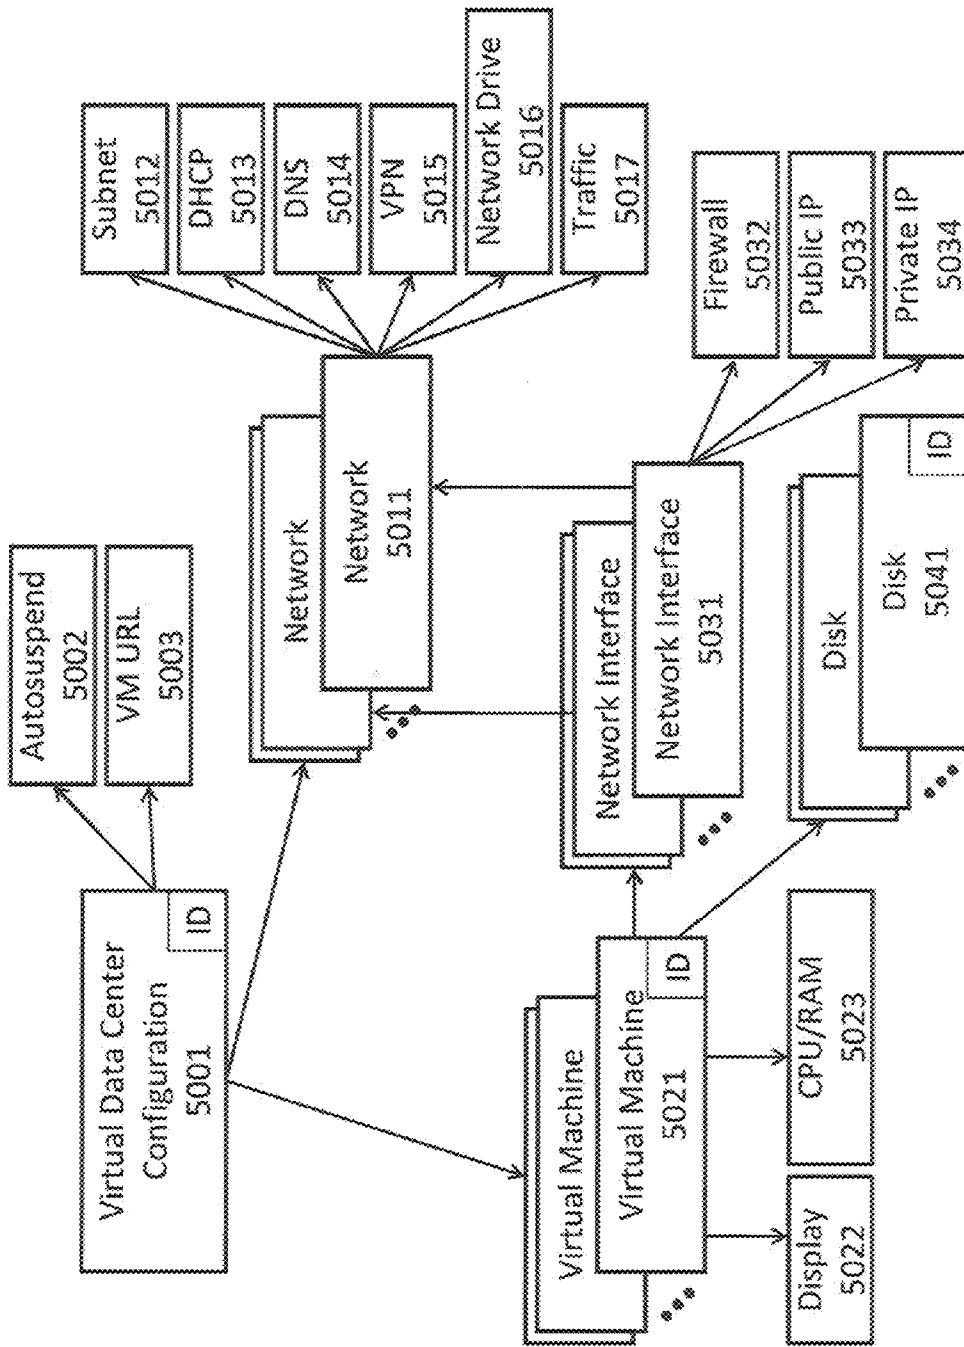 Virtual Data Center
Configuration
5001
ID
Autosuspend
5002
VM URL
5003
Network
Network
5011
Subnet
5012
DHCP
5013
DNS
5014
VPN
5015
Network Drive
5016
Traffic
5017
Virtual Machine
Virtual Machine
5021
ID
Display
5022
CPU/RAM
5023
Network Interface
Network Interface
5031
Firewall
5032
Public IP
5033
Private IP
5034
Disk
Disk
5041
ID